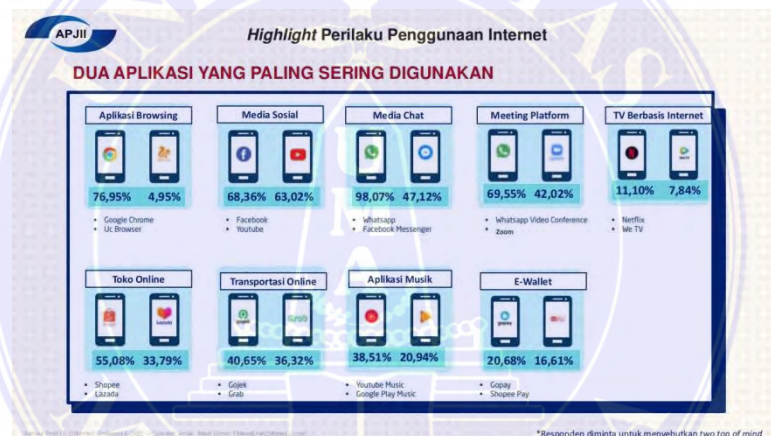 APJII
Highlight Perilaku Penggunaan Internet
DUA APLIKASI YANG PALING SERING DIGUNAKAN
Aplikasi Browsing
76,95% 4,95%
• Google Chrome
• Uc Browser
Media Sosial
68,36% 63,02%
• Facebook
• Youtube
Media Chat
98,07% 47,12%
• Whatsapp
• Facebook Messenger
Meeting Platform
69,55% 42,02%
• Whatsapp Video Conference
• Zoom
TV Berbasis Internet
11,10% 7,84%
• Netflix
• We TV
Toko Online
55,08% 33,79%
• Shopee
• Lazada
Transportasi Online
gojek Grab
40,65% 36,32%
• Gojek
• Grab
Aplikasi Musik
38,51% 20,94%
• Youtube Music
• Google Play Music
E-Wallet
gopay
20,68% 16,61%
• Gopay
• Shopee Pay
*Responden diminta untuk menyebutkan two top of mind